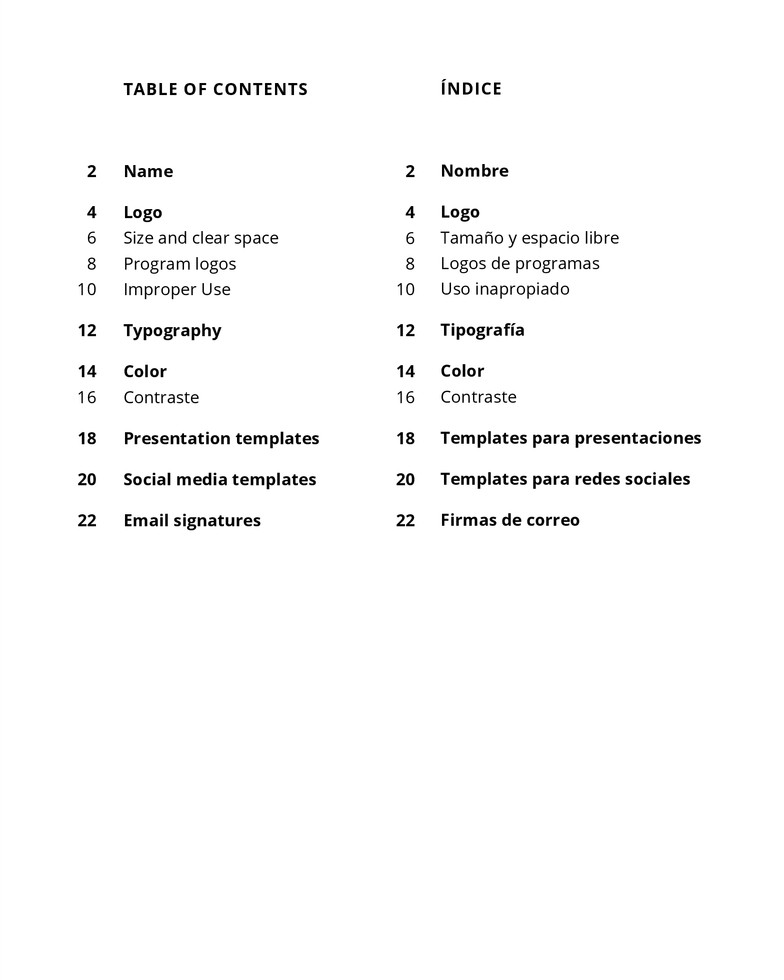 TABLE OF CONTENTS
2 Name
4 Logo
6 Size and clear space
8 Program logos
10 Improper Use
12 Typography
14 Color
16 Contraste
18 Presentation templates
20 Social media templates
22 Email signatures
ÍNDICE
2 Nombre
4 Logo
6 Tamaño y espacio libre
8 Logos de programas
10 Uso inapropiado
12 Tipografía
14 Color
16 Contraste
18 Templates para presentaciones
20 Templates para redes sociales
22 Firmas de correo